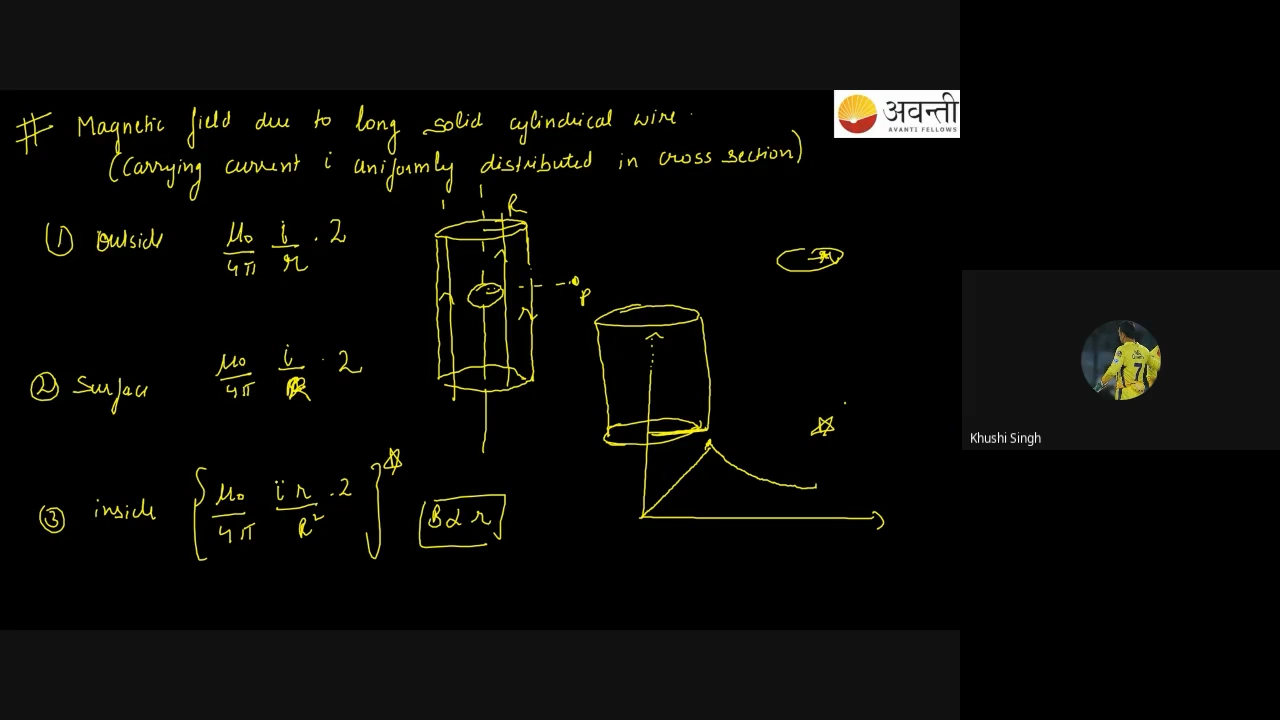 # Magnetic field due to long solid cylindrical wire.
(Carrying current i uniformly distributed in cross section)
अवन्ती
AVANTI FELLOWS
① Outside μ₀/4π i/r . 2
R
P
r
② Surface μ₀/4π i/R . 2
③ inside [μ₀/4π i r/R² . 2]
B α r
7
Khushi Singh